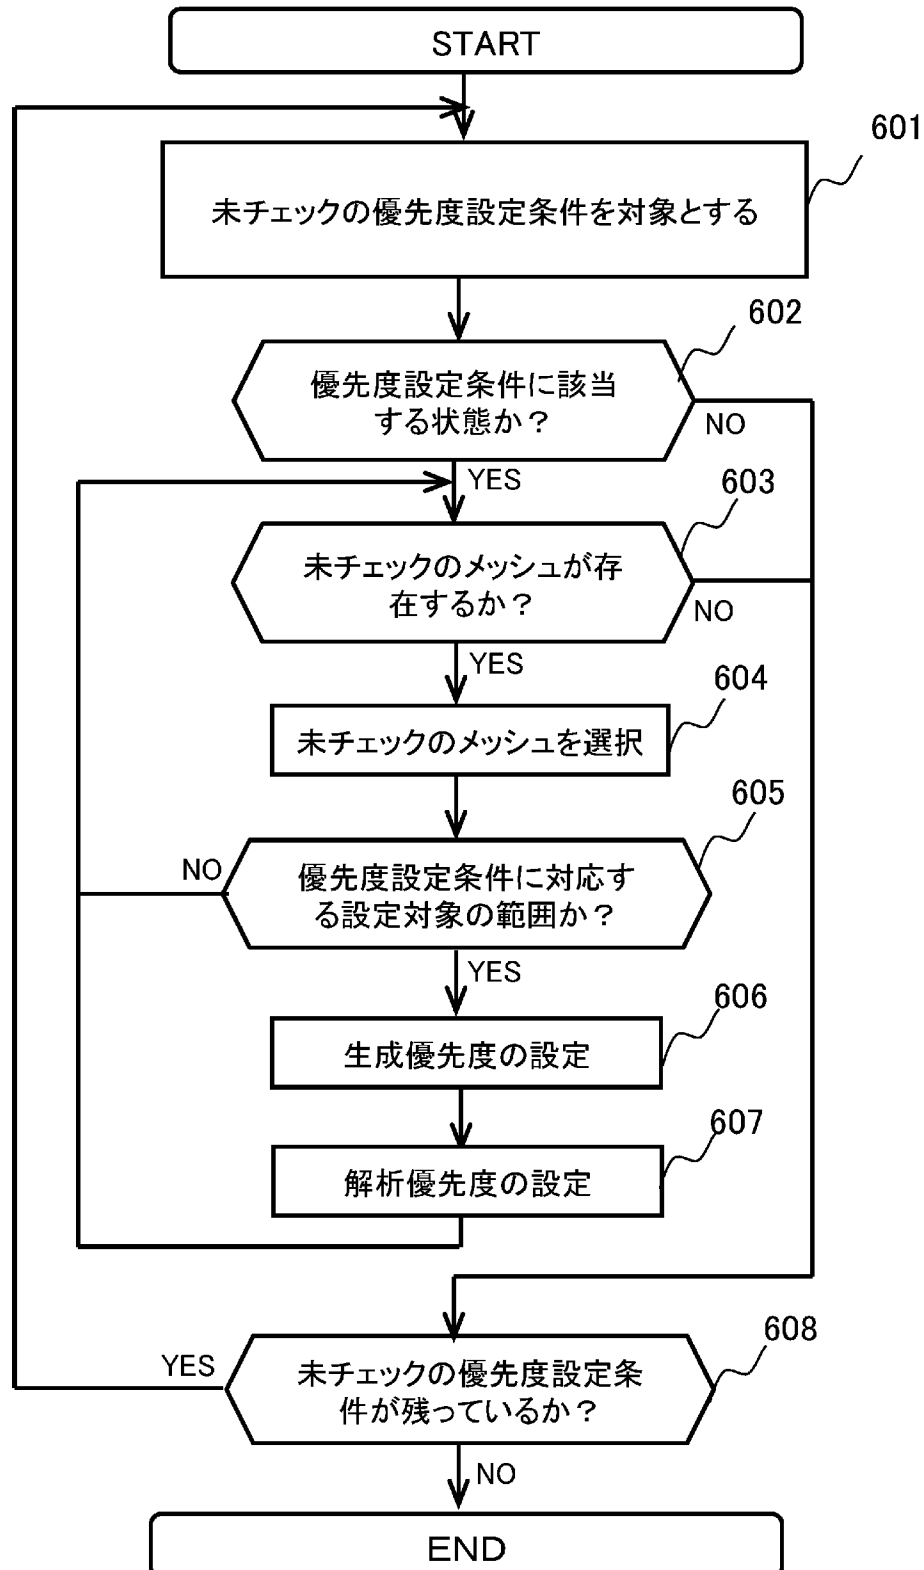 START
601
未チェックの優先度設定条件を対象とする
602
優先度設定条件に該当
する状態か？
NO
YES
603
未チェックのメッシュが存
在するか？
NO
YES
604
未チェックのメッシュを選択
605
NO
優先度設定条件に対応す
る設定対象の範囲か？
YES
606
生成優先度の設定
607
解析優先度の設定
608
YES
未チェックの優先度設定条
件が残っているか？
NO
END